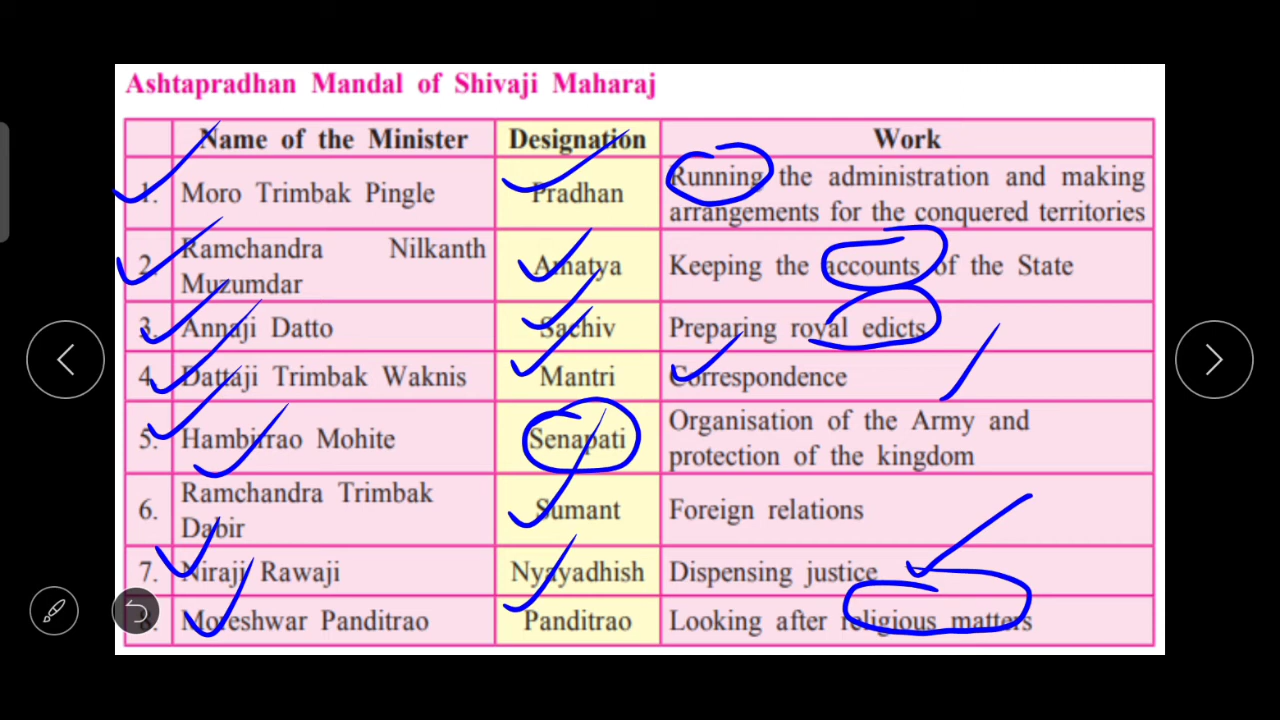 Ashtapradhan Mandal of Shivaji Maharaj
Name of the Minister Designation Work
1. Moro Trimbak Pingle Pradhan Running the administration and making
arrangements for the conquered territories
2. Ramchandra Nilkanth
Muzumdar Amatya Keeping the accounts of the State
3. Annaji Datto Sachiv Preparing royal edicts
4. Dattaji Trimbak Waknis Mantri Correspondence
5. Hambirrao Mohite Senapati Organisation of the Army and
protection of the kingdom
6. Ramchandra Trimbak
Dabir Sumant Foreign relations
7. Niraji Rawaji Nyayadhish Dispensing justice
8. Moreshwar Panditrao Panditrao Looking after religious matters